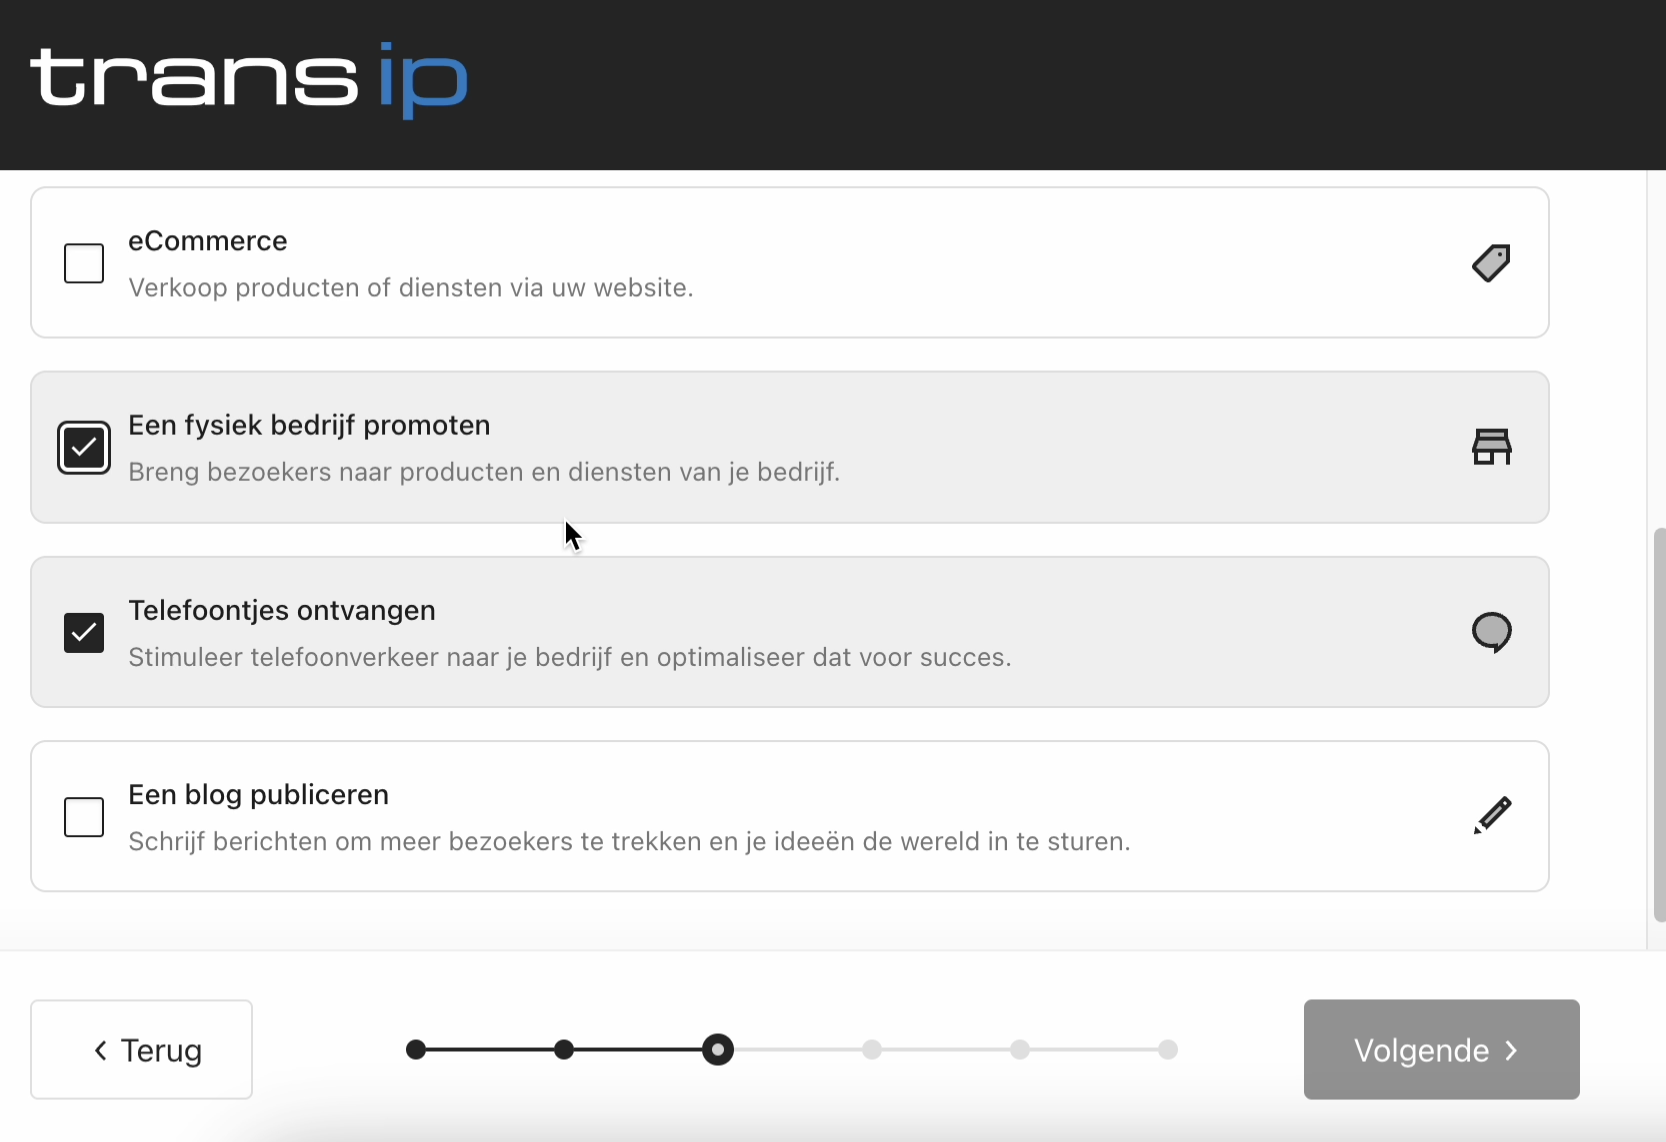 trans ip
eCommerce
Verkoop producten of diensten via uw website.
Een fysiek bedrijf promoten
Breng bezoekers naar producten en diensten van je bedrijf.
Telefoontjes ontvangen
Stimuleer telefoonverkeer naar je bedrijf en optimaliseer dat voor succes.
Een blog publiceren
Schrijf berichten om meer bezoekers te trekken en je ideeën de wereld in te sturen.
Terug
Volgende